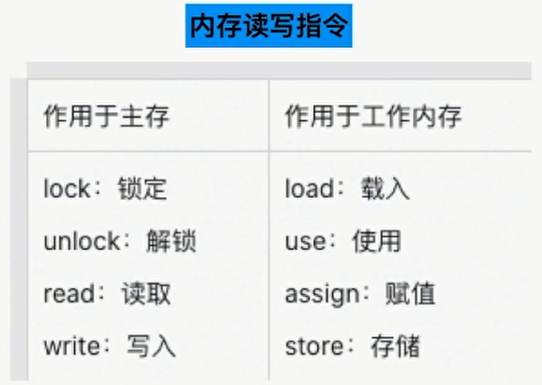 内存读写指令
作用于主存
作用于工作内存
lock：锁定
load：载入
unlock：解锁
use：使用
read：读取
assign：赋值
write：写入
store：存储